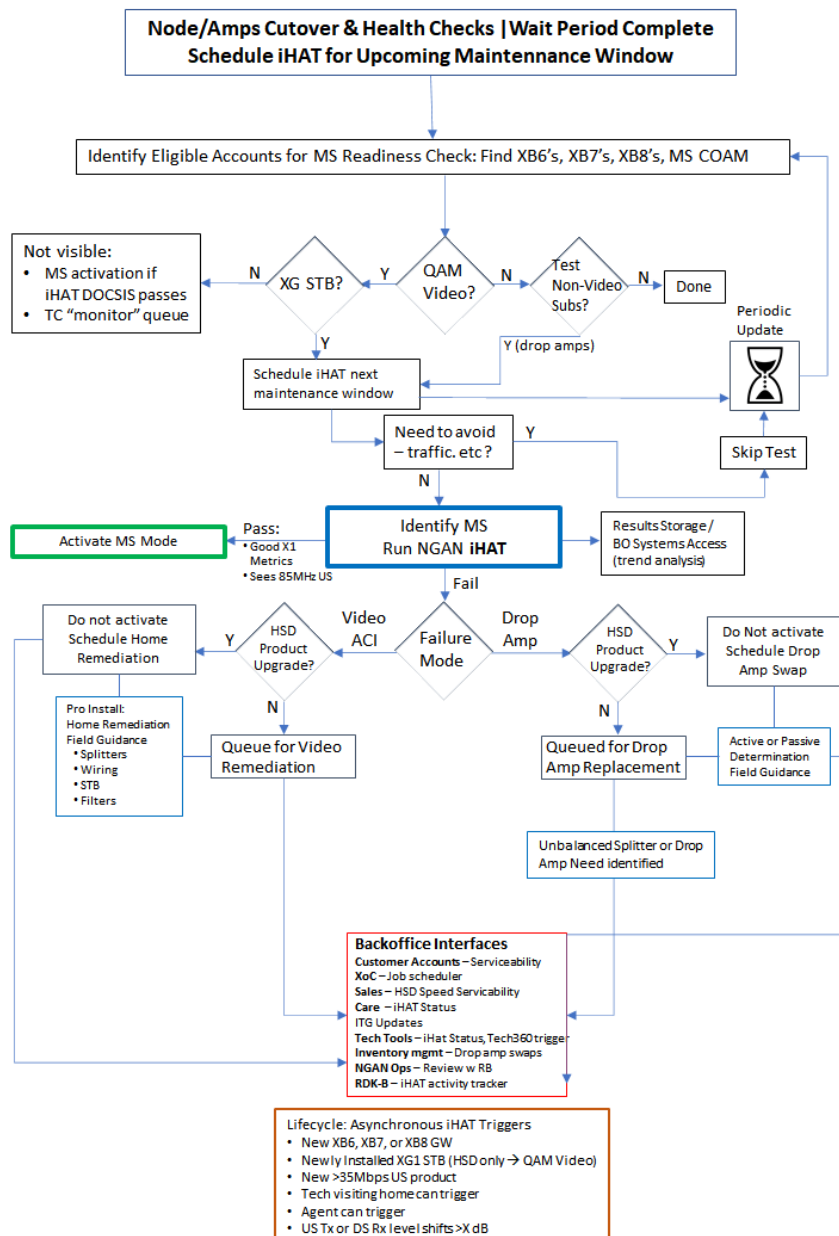 Node/Amps Cutover & Health Checks |Wait Period Complete
Schedule iHAT for Upcoming Maintennance Window
Identify Eligible Accounts for MS Readiness Check: Find XB6's, XB7's, XB8's, MS COAM
Not visible:
• MS activation if
iHAT DOCSIS passes
• TC "monitor" queue
N
XG STB?
Y
QAM
Video?
N
Test
Non-Video
Subs?
N
Done
Periodic
Update
Y
Y (drop amps)
Schedule iHAT next
maintenance window
Need to avoid
– traffic. etc ?
Y
Skip Test
N
Activate MS Mode
Pass:
• Good X1
Metrics
• Sees 85MHz US
Identify MS
Run NGAN iHAT
Results Storage /
BO Systems Access
(trend analysis)
Fail
Do not activate
Schedule Home
Remediation
Y
HSD
Product
Upgrade?
Video
ACI
Failure
Mode
Drop
Amp
HSD
Product
Upgrade?
Y
Do Not activate
Schedule Drop
Amp Swap
N
N
Pro Install:
Home Remediation
Field Guidance
• Splitters
• Wiring
• STB
• Filters
Queue for Video
Remediation
Queued for Drop
Amp Replacement
Active or Passive
Determination
Field Guidance
Unbalanced Splitter or Drop
Amp Need identified
Backoffice Interfaces
Customer Accounts – Serviceability
XoC – Job scheduler
Sales – HSD Speed Servicability
Care – iHAT Status
ITG Updates
Tech Tools – iHat Status, Tech360 trigger
Inventory mgmt – Drop amp swaps
NGAN Ops – Review w RB
RDK-B – iHAT activity tracker
Lifecycle: Asynchronous iHAT Triggers
• New XB6, XB7, or XB8 GW
• Newly Installed XG1 STB (HSD only → QAM Video)
• New >35Mbps US product
• Tech visiting home can trigger
• Agent can trigger
• US Tx or DS Rx level shifts >X dB